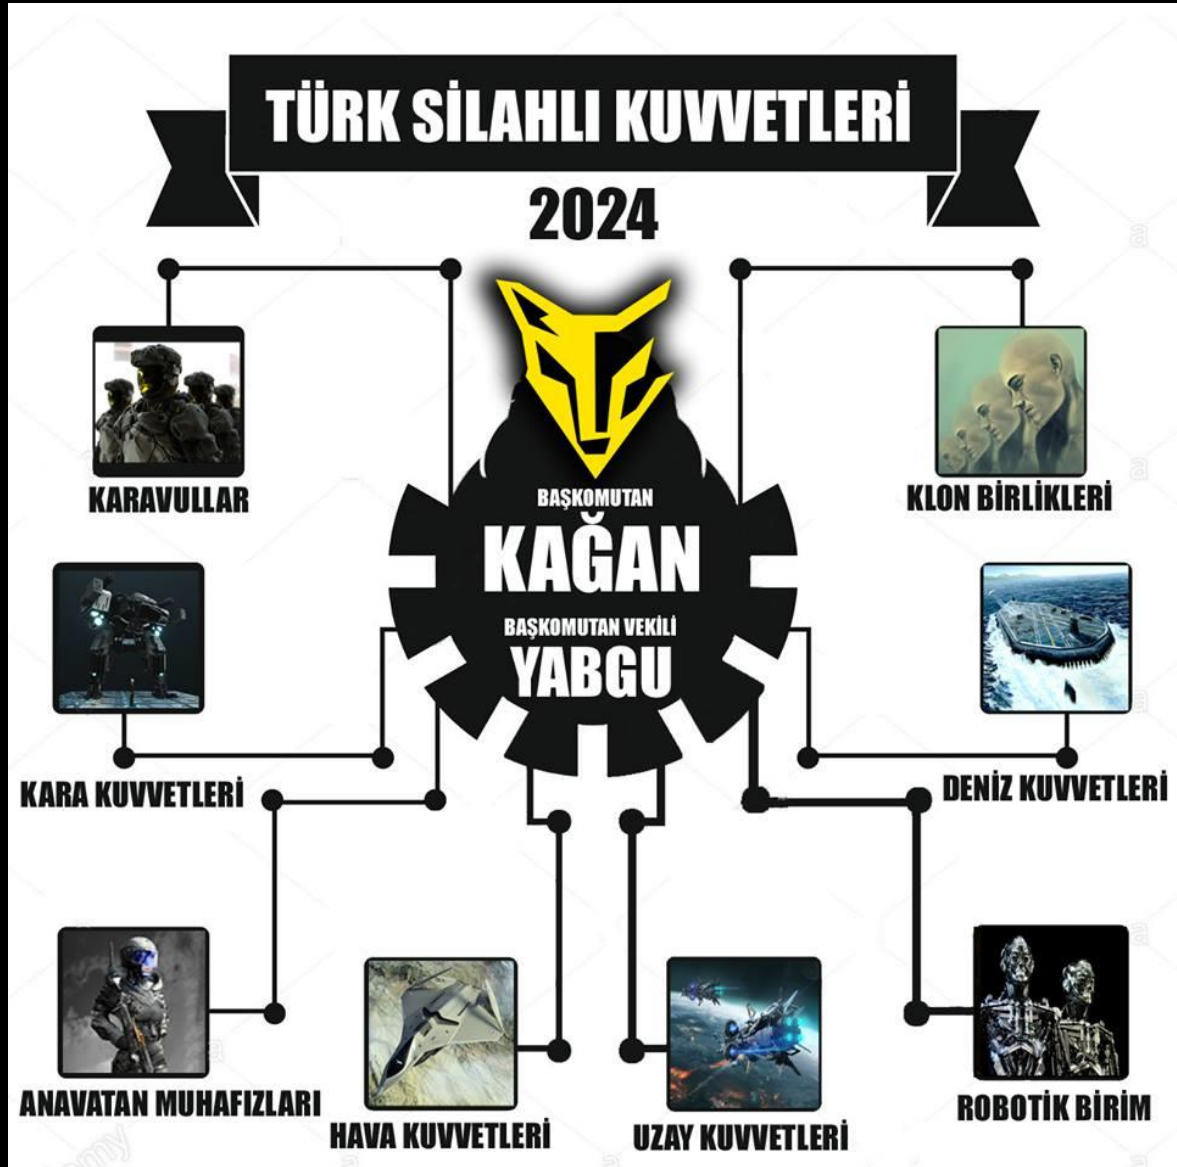 TÜRK SİLAHLI KUVVETLERİ
2024
KARAVULLAR
KLON BİRLİKLERİ
BAŞKOMUTAN
KAĞAN
BAŞKOMUTAN VEKİLİ
YABGU
KARA KUVVETLERİ
DENİZ KUVVETLERİ
ANAVATAN MUHAFIZLARI
HAVA KUVVETLERİ
UZAY KUVVETLERİ
ROBOTİK BİRİM